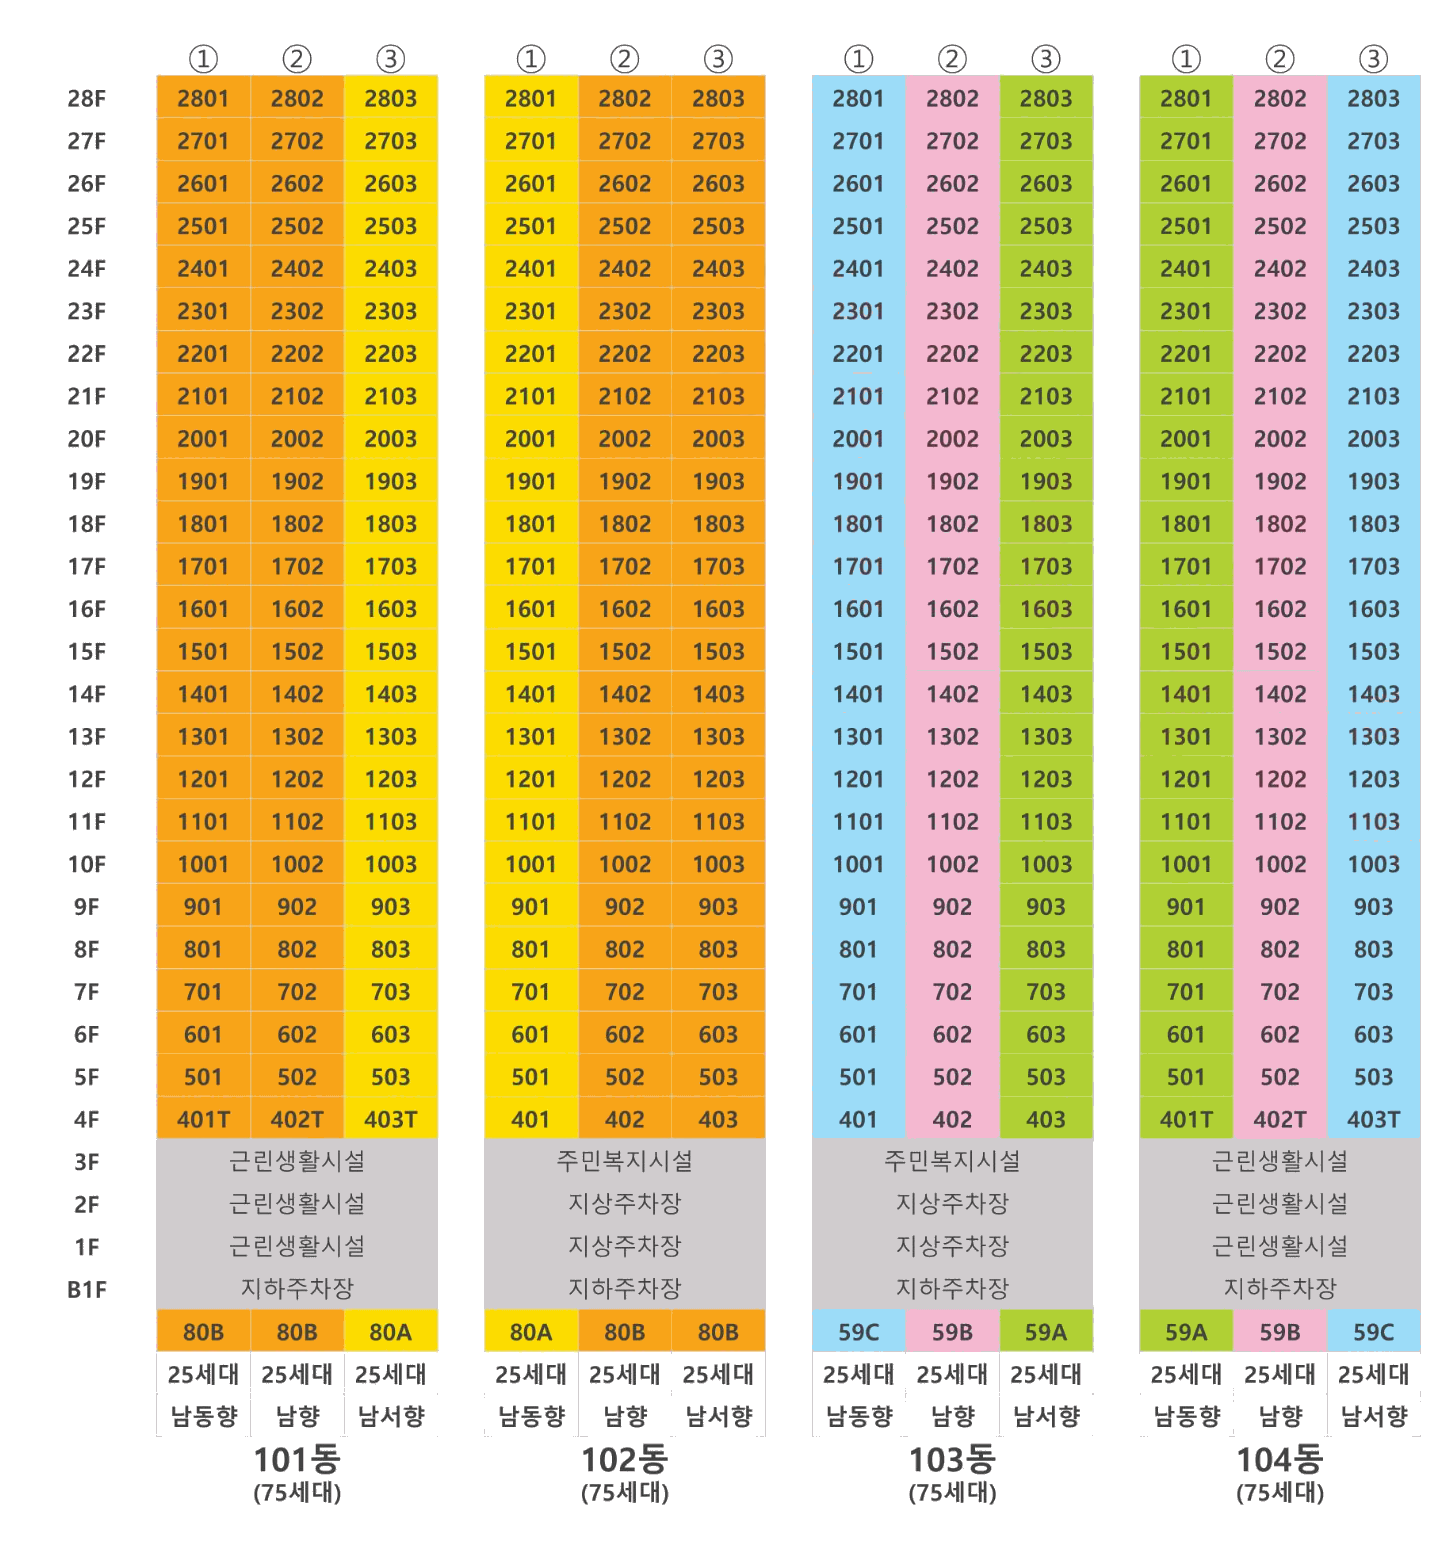 ① ② ③ ① ② ③ ① ② ③ ① ② ③
28F 2801 2802 2803 2801 2802 2803 2801 2802 2803 2801 2802 2803
27F 2701 2702 2703 2701 2702 2703 2701 2702 2703 2701 2702 2703
26F 2601 2602 2603 2601 2602 2603 2601 2602 2603 2601 2602 2603
25F 2501 2502 2503 2501 2502 2503 2501 2502 2503 2501 2502 2503
24F 2401 2402 2403 2401 2402 2403 2401 2402 2403 2401 2402 2403
23F 2301 2302 2303 2301 2302 2303 2301 2302 2303 2301 2302 2303
22F 2201 2202 2203 2201 2202 2203 2201 2202 2203 2201 2202 2203
21F 2101 2102 2103 2101 2102 2103 2101 2102 2103 2101 2102 2103
20F 2001 2002 2003 2001 2002 2003 2001 2002 2003 2001 2002 2003
19F 1901 1902 1903 1901 1902 1903 1901 1902 1903 1901 1902 1903
18F 1801 1802 1803 1801 1802 1803 1801 1802 1803 1801 1802 1803
17F 1701 1702 1703 1701 1702 1703 1701 1702 1703 1701 1702 1703
16F 1601 1602 1603 1601 1602 1603 1601 1602 1603 1601 1602 1603
15F 1501 1502 1503 1501 1502 1503 1501 1502 1503 1501 1502 1503
14F 1401 1402 1403 1401 1402 1403 1401 1402 1403 1401 1402 1403
13F 1301 1302 1303 1301 1302 1303 1301 1302 1303 1301 1302 1303
12F 1201 1202 1203 1201 1202 1203 1201 1202 1203 1201 1202 1203
11F 1101 1102 1103 1101 1102 1103 1101 1102 1103 1101 1102 1103
10F 1001 1002 1003 1001 1002 1003 1001 1002 1003 1001 1002 1003
9F 901 902 903 901 902 903 901 902 903 901 902 903
8F 801 802 803 801 802 803 801 802 803 801 802 803
7F 701 702 703 701 702 703 701 702 703 701 702 703
6F 601 602 603 601 602 603 601 602 603 601 602 603
5F 501 502 503 501 502 503 501 502 503 501 502 503
4F 401T 402T 403T 401 402 403 401 402 403 401T 402T 403T
3F 근린생활시설 주민복지시설 주민복지시설 근린생활시설
2F 근린생활시설 지상주차장 지상주차장 근린생활시설
1F 근린생활시설 지상주차장 지상주차장 근린생활시설
B1F 지하주차장 지하주차장 지하주차장 지하주차장
80B 80B 80A 80A 80B 80B 59C 59B 59A 59A 59B 59C
25세대 25세대 25세대 25세대 25세대 25세대 25세대 25세대 25세대 25세대 25세대 25세대
남동향 남향 남서향 남동향 남향 남서향 남동향 남향 남서향 남동향 남향 남서향
101동 102동 103동 104동
(75세대) (75세대) (75세대) (75세대)